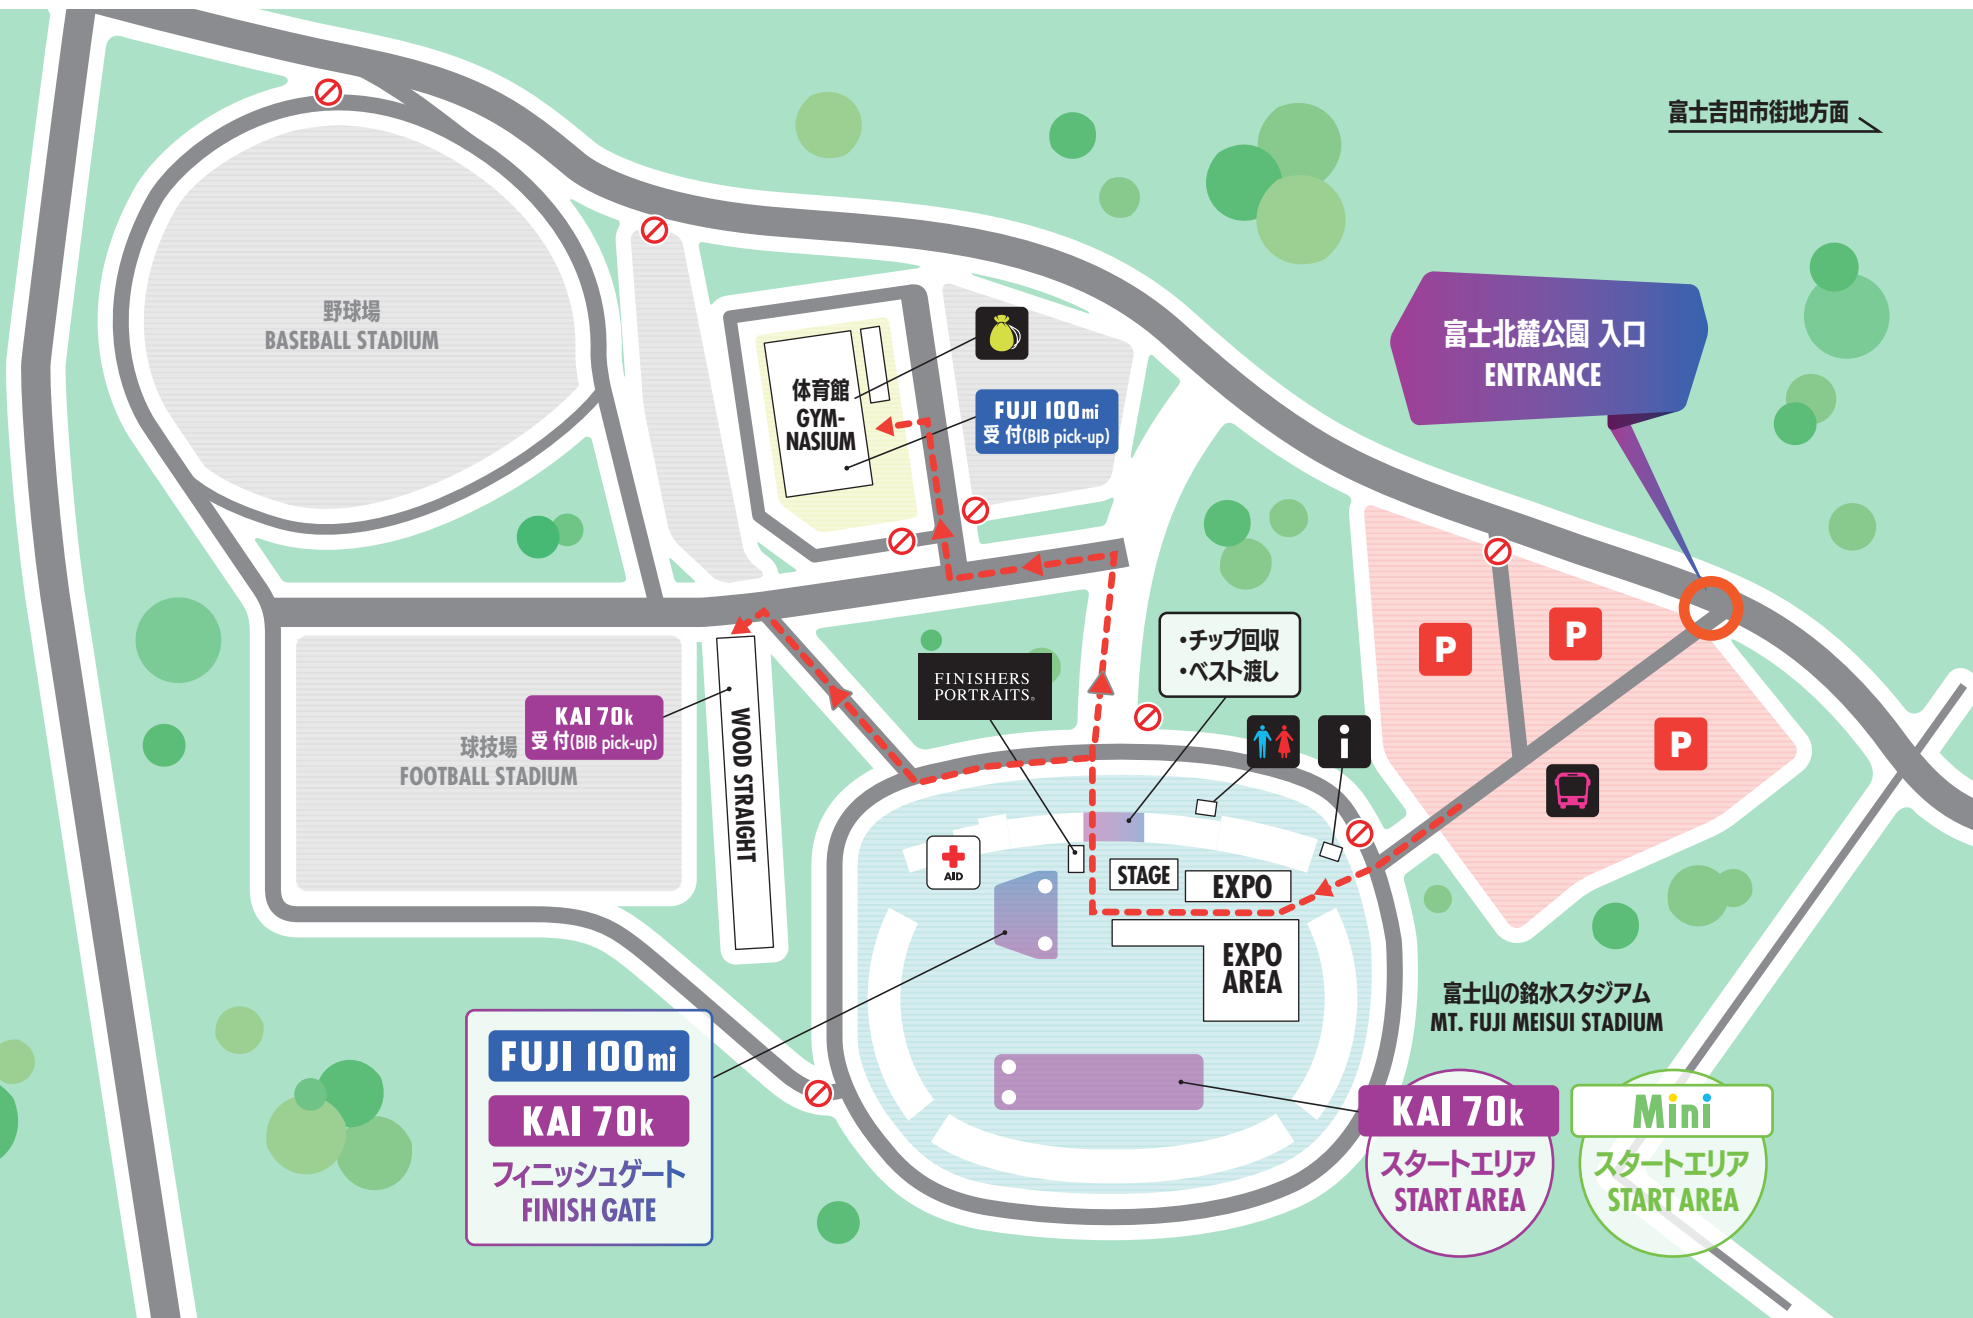 富士吉田市街地方面
富士北麓公園 入口
ENTRANCE
野球場
BASEBALL STADIUM
体育館
GYM-
NASIUM
FUJI 100mi
受付(BIB pick-up)
・チップ回収
・ベスト渡し
FINISHERS
PORTRAITS.
P
P
P
KAI 70k
受付(BIB pick-up)
球技場
FOOTBALL STADIUM
WOOD STRAIGHT
i
AID
STAGE
EXPO
EXPO
AREA
富士山の銘水スタジアム
MT. FUJI MEISUI STADIUM
FUJI 100mi
KAI 70k
フィニッシュゲート
FINISH GATE
KAI 70k
スタートエリア
START AREA
Mini
スタートエリア
START AREA